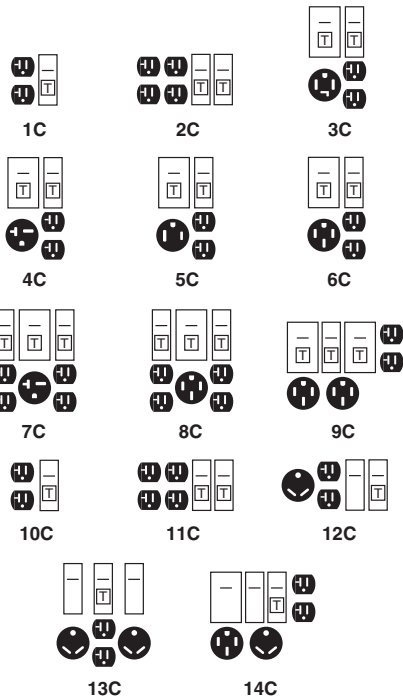 T T
T T T
1C 2C 3C
T T T T T T
4C 5C 6C
T T T T T T T T T
7C 8C 9C
T T T T
10C 11C 12C
T T
13C 14C